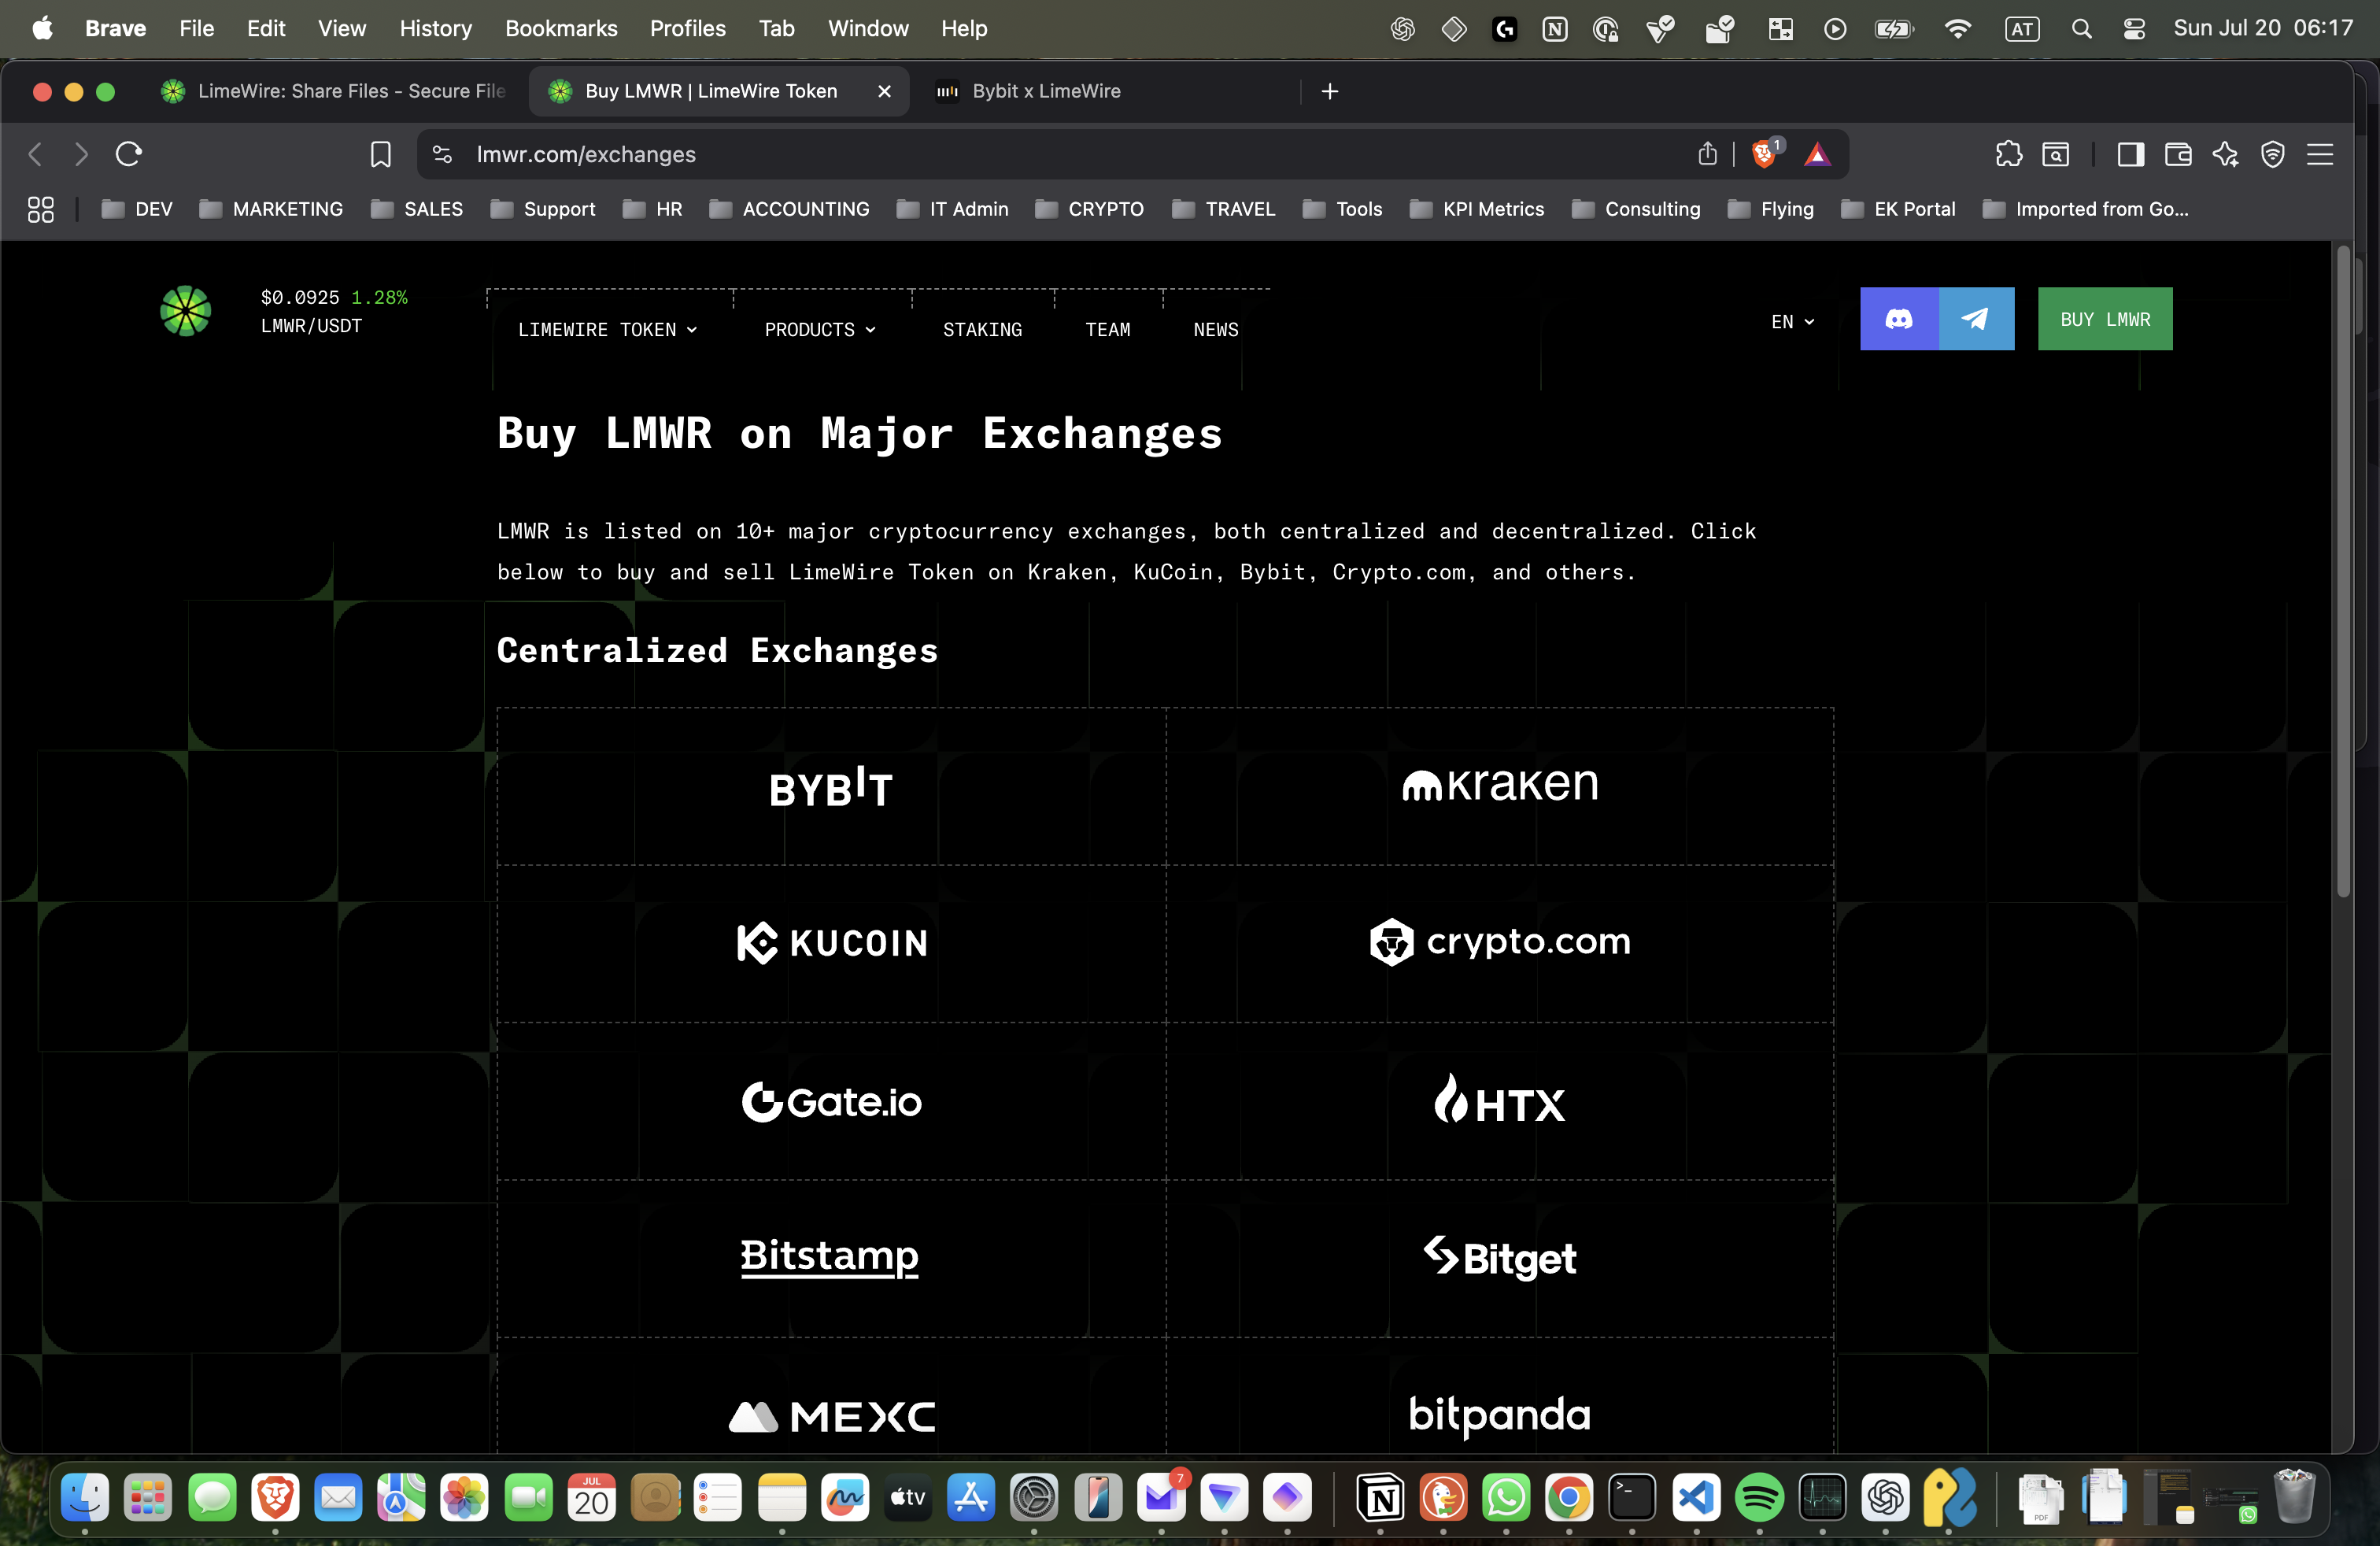 Brave File Edit View History Bookmarks Profiles Tab Window Help AT Sun Jul 20 06:17
LimeWire: Share Files - Secure File
Buy LMWR | LimeWire Token
Bybit x LimeWire
lmwr.com/exchanges
1
DEV MARKETING SALES Support HR ACCOUNTING IT Admin CRYPTO TRAVEL Tools KPI Metrics Consulting Flying EK Portal Imported from Go...
$0.0925 1.28%
LMWR/USDT
LIMEWIRE TOKEN PRODUCTS STAKING TEAM NEWS
EN
BUY LMWR
Buy LMWR on Major Exchanges
LMWR is listed on 10+ major cryptocurrency exchanges, both centralized and decentralized. Click
below to buy and sell LimeWire Token on Kraken, KuCoin, Bybit, Crypto.com, and others.
Centralized Exchanges
BYBIT
kraken
KUCOIN
crypto.com
Gate.io
HTX
Bitstamp
Bitget
MEXC
bitpanda
JUL
20
tv
7
PDF